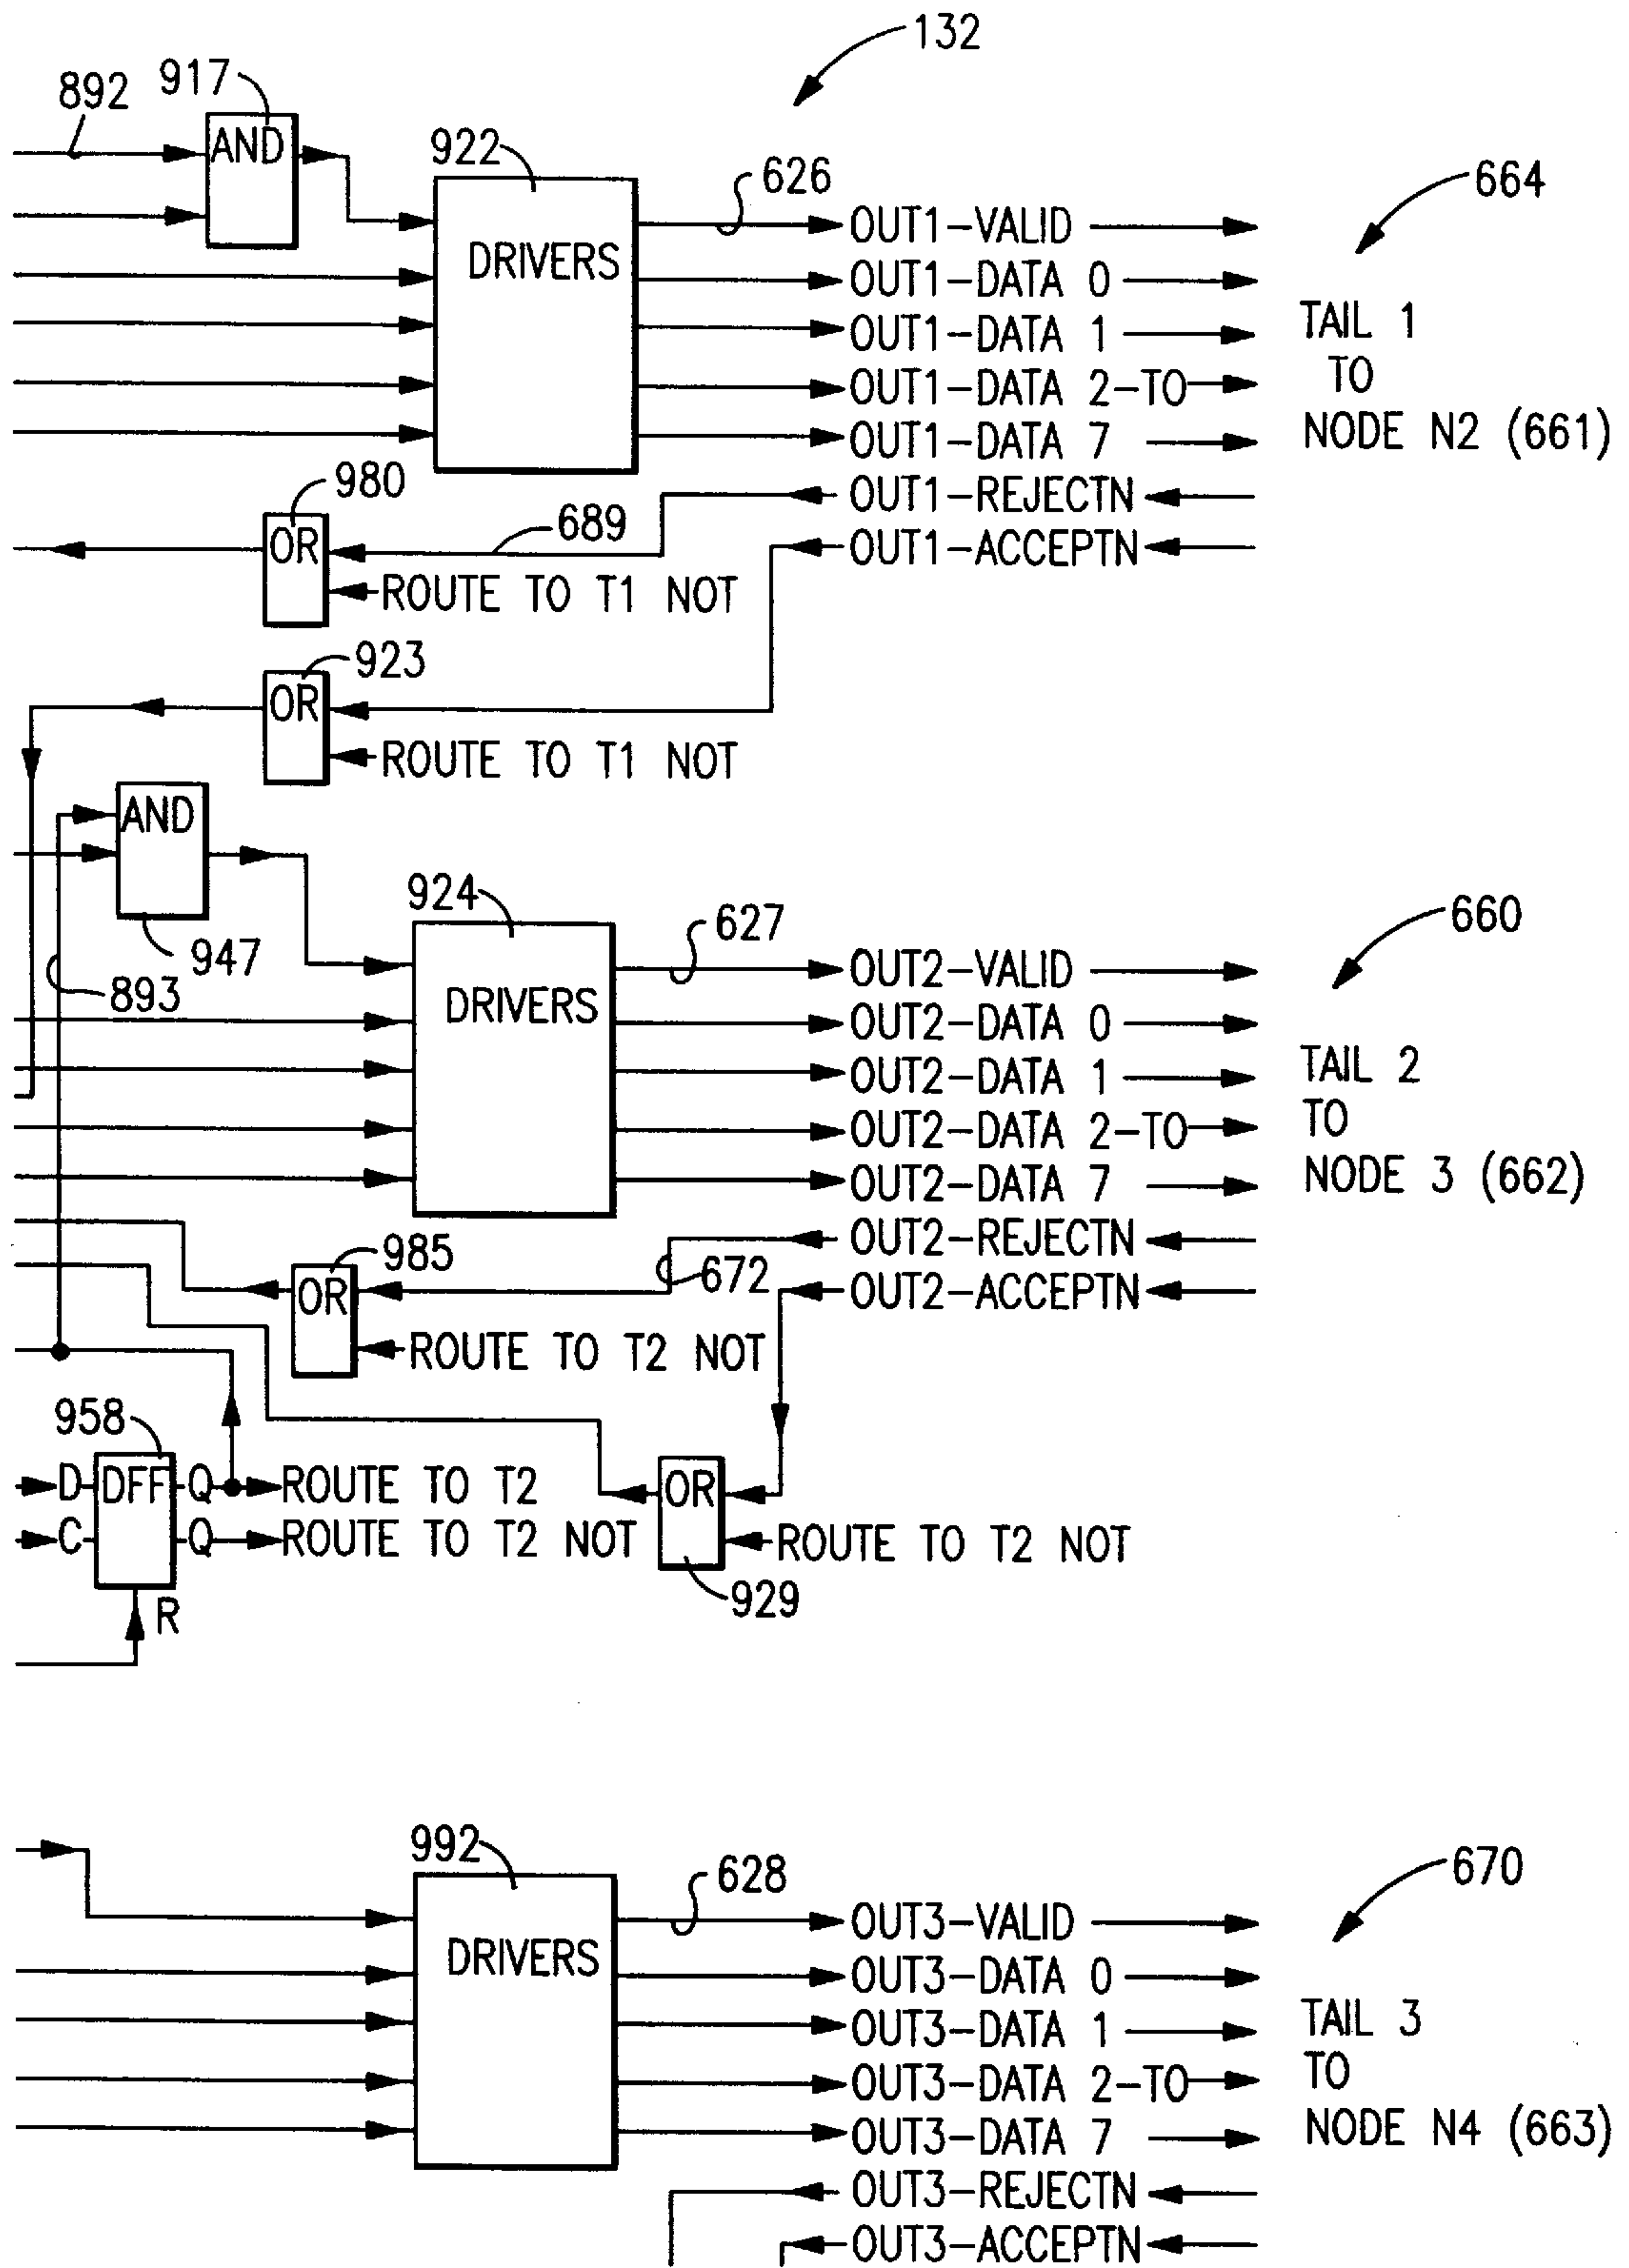 132
892
917
AND
922
626
664
DRIVERS
OUT1-VALID
OUT1-DATA 0
OUT1-DATA 1
OUT1-DATA 2-TO
OUT1-DATA 7
OUT1-REJECTN
OUT1-ACCEPTN
TAIL 1
TO
NODE N2 (661)
980
OR
689
ROUTE TO T1 NOT
923
OR
ROUTE TO T1 NOT
AND
947
893
924
627
660
DRIVERS
OUT2-VALID
OUT2-DATA 0
OUT2-DATA 1
OUT2-DATA 2-TO
OUT2-DATA 7
OUT2-REJECTN
OUT2-ACCEPTN
TAIL 2
TO
NODE 3 (662)
985
OR
672
ROUTE TO T2 NOT
958
D DFF Q ROUTE TO T2
C Q ROUTE TO T2 NOT
R
OR
ROUTE TO T2 NOT
929
992
628
670
DRIVERS
OUT3-VALID
OUT3-DATA 0
OUT3-DATA 1
OUT3-DATA 2-TO
OUT3-DATA 7
OUT3-REJECTN
OUT3-ACCEPTN
TAIL 3
TO
NODE N4 (663)